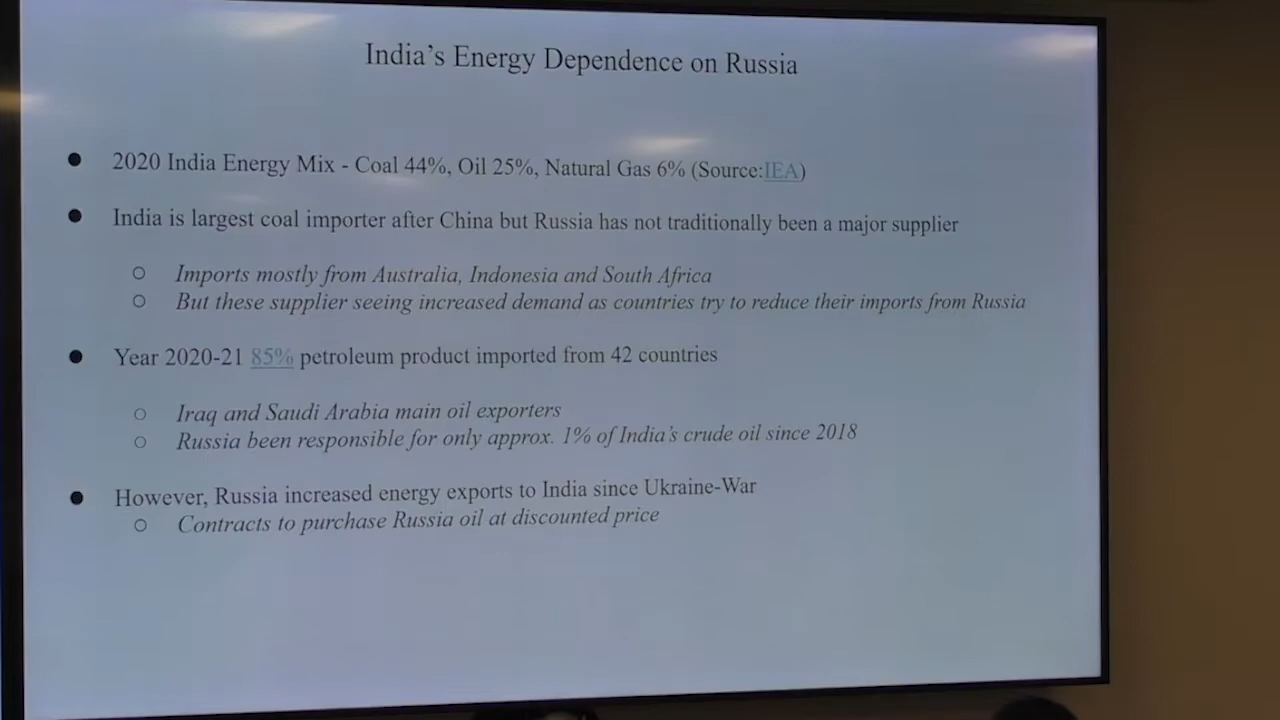 India's Energy Dependence on Russia
● 2020 India Energy Mix - Coal 44%, Oil 25%, Natural Gas 6% (Source:IEA)
● India is largest coal importer after China but Russia has not traditionally been a major supplier
○ Imports mostly from Australia, Indonesia and South Africa
○ But these supplier seeing increased demand as countries try to reduce their imports from Russia
● Year 2020-21 85% petroleum product imported from 42 countries
○ Iraq and Saudi Arabia main oil exporters
○ Russia been responsible for only approx. 1% of India's crude oil since 2018
● However, Russia increased energy exports to India since Ukraine-War
○ Contracts to purchase Russia oil at discounted price